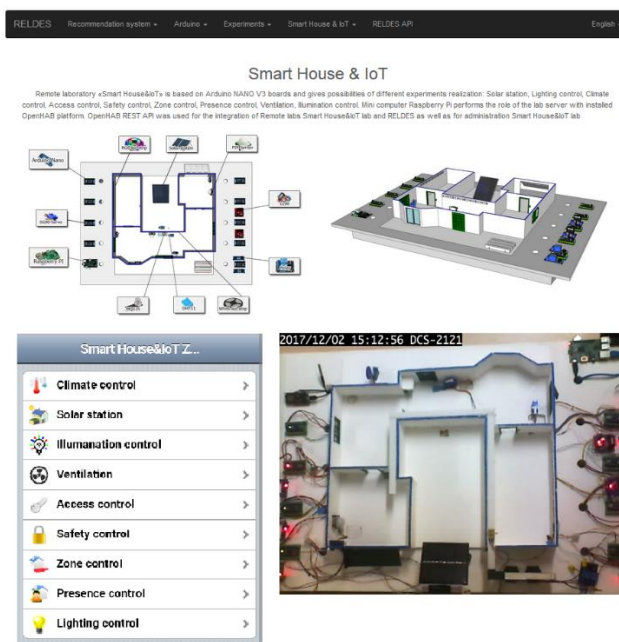 RELDES Recommendation system Arduino Experiments Smart House & IoT RELDES API English
Smart House & IoT
Remote laboratory «Smart House&IoT» is based on Arduino NANO V3 boards and gives possibilities of different experiments realization: Solar station, Lighting control, Climate
control, Access control, Safety control, Zone control, Presence control, Ventilation, Illumination control. Mini computer Raspberry Pi performs the role of the lab server with installed
OpenHAB platform. OpenHAB REST API was used for the integration of Remote labs Smart House&IoT lab and RELDES as well as for administration Smart House&IoT lab
Arduino Nano
Raspberry Pi
Smart House&IoT Z...
Climate control
Solar station
Illumanation control
Ventilation
Access control
Safety control
Zone control
Presence control
Lighting control
2017/12/02 15:12:56 DCS-2121